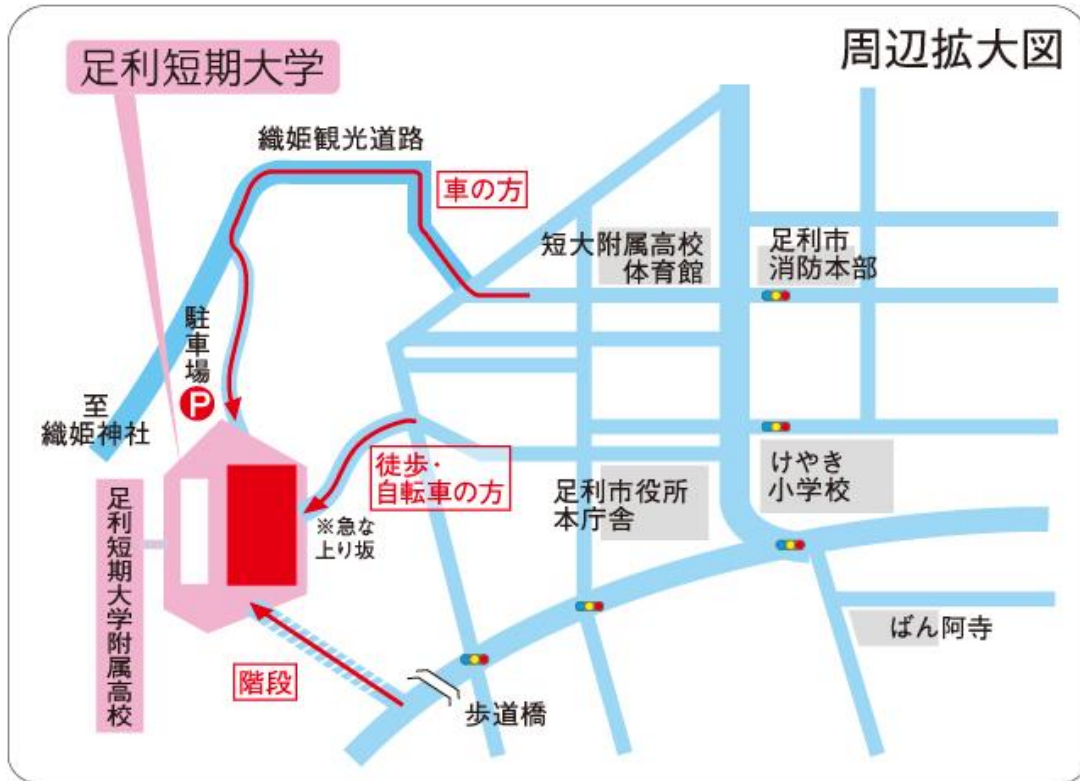 周辺拡大図
足利短期大学
織姫観光道路
車の方
短大附属高校
体育館
足利市
消防本部
駐車場
P
至
織姫神社
徒歩・
自転車の方
※急な
上り坂
足利市役所
本庁舎
けやき
小学校
足利短期大学附属高校
ばん阿寺
階段
歩道橋